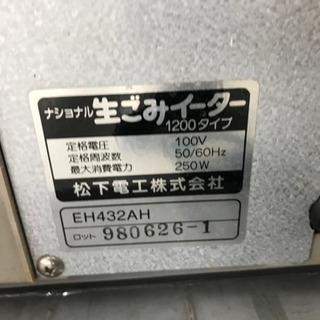 ナショナル 生ごみイーター
1200タイプ
定格電圧 100V
定格周波数 50/60Hz
最大消費電力 250W
松下電工株式会社
EH432AH
ロット 980626-1